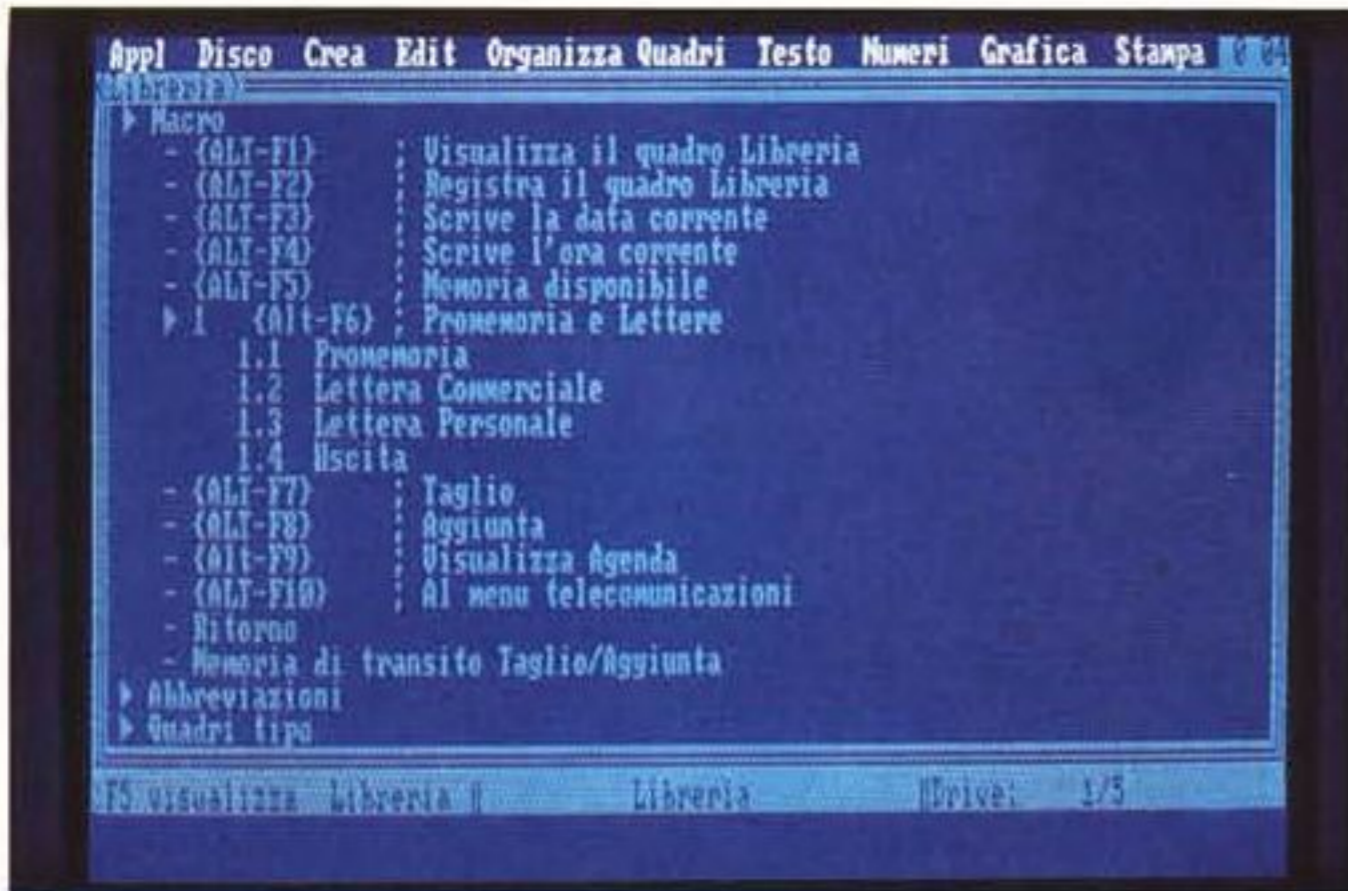 Appl Disco Crea Edit Organizza Quadri Testo Numeri Grafica Stampa 0 04
(Libreria)
▶ Macro
- {ALT-F1} ; Visualizza il quadro Libreria
- {ALT-F2} ; Registra il quadro Libreria
- {ALT-F3} ; Scrive la data corrente
- {ALT-F4} ; Scrive l'ora corrente
- {ALT-F5} ; Memoria disponibile
▶ 1 {Alt-F6} ; Promemoria e Lettere
1.1 Promemoria
1.2 Lettera Commerciale
1.3 Lettera Personale
1.4 Uscita
- {ALT-F7} ; Taglio
- {ALT-F8} ; Aggiunta
- {Alt-F9} ; Visualizza Agenda
- {ALT-F10} ; Al menu telecomunicazioni
- Ritorno
- Memoria di transito Taglio/Aggiunta
▶ Abbreviazioni
▶ Quadri tipo
F5 visualizza Libreria ║ Libreria ║Drive: 1/5